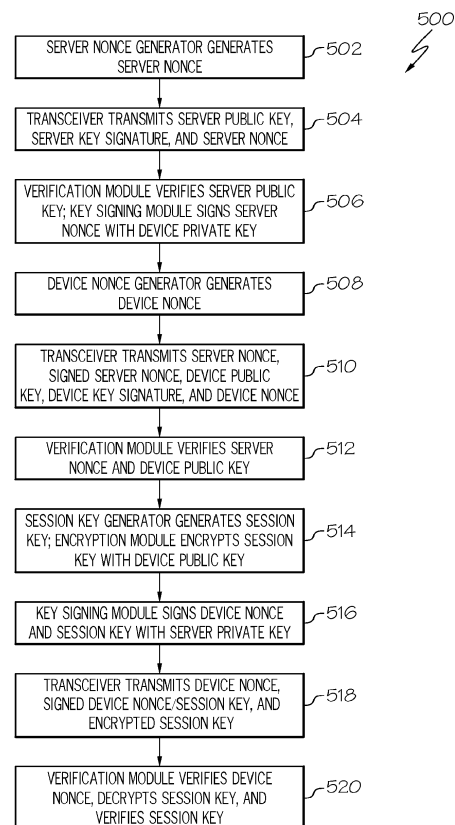 500
SERVER NONCE GENERATOR GENERATES
SERVER NONCE
502
TRANSCEIVER TRANSMITS SERVER PUBLIC KEY,
SERVER KEY SIGNATURE, AND SERVER NONCE
504
VERIFICATION MODULE VERIFIES SERVER PUBLIC
KEY; KEY SIGNING MODULE SIGNS SERVER
NONCE WITH DEVICE PRIVATE KEY
506
DEVICE NONCE GENERATOR GENERATES
DEVICE NONCE
508
TRANSCEIVER TRANSMITS SERVER NONCE,
SIGNED SERVER NONCE, DEVICE PUBLIC
KEY, DEVICE KEY SIGNATURE, AND DEVICE NONCE
510
VERIFICATION MODULE VERIFIES SERVER
NONCE AND DEVICE PUBLIC KEY
512
SESSION KEY GENERATOR GENERATES SESSION
KEY; ENCRYPTION MODULE ENCRYPTS SESSION
KEY WITH DEVICE PUBLIC KEY
514
KEY SIGNING MODULE SIGNS DEVICE NONCE
AND SESSION KEY WITH SERVER PRIVATE KEY
516
TRANSCEIVER TRANSMITS DEVICE NONCE,
SIGNED DEVICE NONCE/SESSION KEY, AND
ENCRYPTED SESSION KEY
518
VERIFICATION MODULE VERIFIES DEVICE
NONCE, DECRYPTS SESSION KEY, AND
VERIFIES SESSION KEY
520